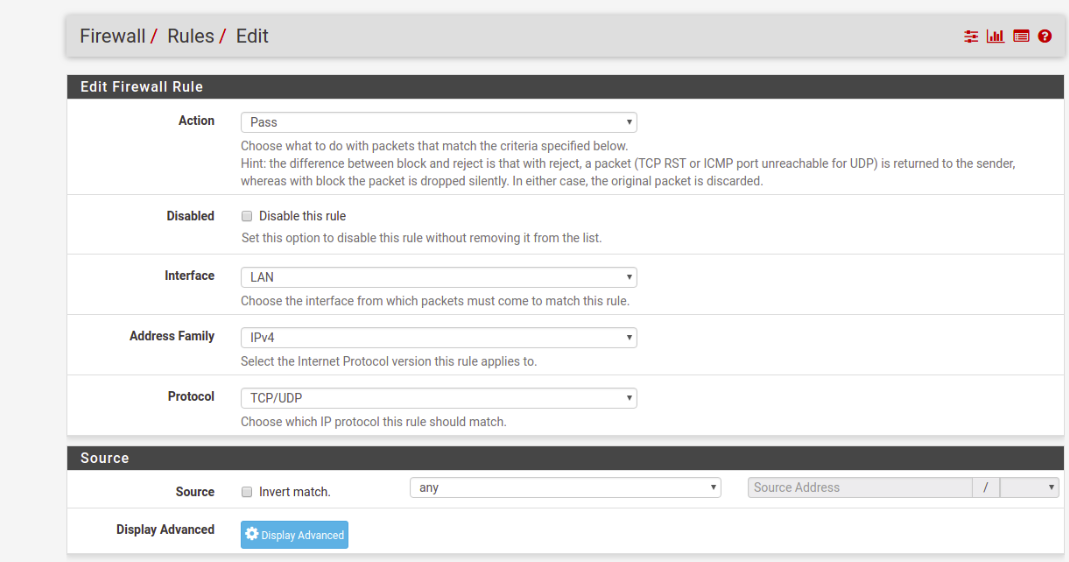 Firewall / Rules / Edit
Edit Firewall Rule
Action
Pass
Choose what to do with packets that match the criteria specified below.
Hint: the difference between block and reject is that with reject, a packet (TCP RST or ICMP port unreachable for UDP) is returned to the sender,
whereas with block the packet is dropped silently. In either case, the original packet is discarded.
Disabled
Disable this rule
Set this option to disable this rule without removing it from the list.
Interface
LAN
Choose the interface from which packets must come to match this rule.
Address Family
IPv4
Select the Internet Protocol version this rule applies to.
Protocol
TCP/UDP
Choose which IP protocol this rule should match.
Source
Source
Invert match.
any
Source Address
/
Display Advanced
Display Advanced